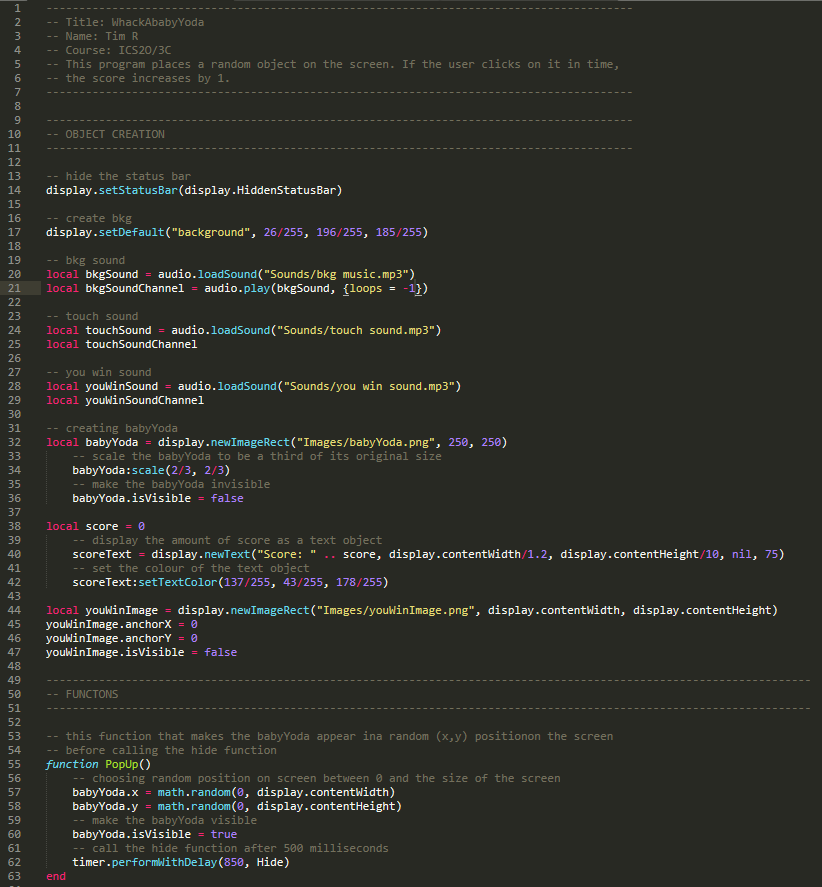 1 -----------------------------------------------------------------------------------------
2 -- Title: WhackAbabyYoda
3 -- Name: Tim R
4 -- Course: ICS2O/3C
5 -- This program places a random object on the screen. If the user clicks on it in time,
6 -- the score increases by 1.
7 -----------------------------------------------------------------------------------------
8
9 -----------------------------------------------------------------------------------------
10 -- OBJECT CREATION
11 -----------------------------------------------------------------------------------------
12
13 -- hide the status bar
14 display.setStatusBar(display.HiddenStatusBar)
15
16 -- create bkg
17 display.setDefault("background", 26/255, 196/255, 185/255)
18
19 -- bkg sound
20 local bkgSound = audio.loadSound("Sounds/bkg music.mp3")
21 local bkgSoundChannel = audio.play(bkgSound, {loops = -1})
22
23 -- touch sound
24 local touchSound = audio.loadSound("Sounds/touch sound.mp3")
25 local touchSoundChannel
26
27 -- you win sound
28 local youWinSound = audio.loadSound("Sounds/you win sound.mp3")
29 local youWinSoundChannel
30
31 -- creating babyYoda
32 local babyYoda = display.newImageRect("Images/babyYoda.png", 250, 250)
33 -- scale the babyYoda to be a third of its original size
34 babyYoda:scale(2/3, 2/3)
35 -- make the babyYoda invisible
36 babyYoda.isVisible = false
37
38 local score = 0
39 -- display the amount of score as a text object
40 scoreText = display.newText("Score: " .. score, display.contentWidth/1.2, display.contentHeight/10, nil, 75)
41 -- set the colour of the text object
42 scoreText:setTextColor(137/255, 43/255, 178/255)
43
44 local youWinImage = display.newImageRect("Images/youWinImage.png", display.contentWidth, display.contentHeight)
45 youWinImage.anchorX = 0
46 youWinImage.anchorY = 0
47 youWinImage.isVisible = false
48
49 --------------------------------------------------------------------------------------------------------------------
50 -- FUNCTONS
51 --------------------------------------------------------------------------------------------------------------------
52
53 -- this function that makes the babyYoda appear ina random (x,y) positionon the screen
54 -- before calling the hide function
55 function PopUp()
56 -- choosing random position on screen between 0 and the size of the screen
57 babyYoda.x = math.random(0, display.contentWidth)
58 babyYoda.y = math.random(0, display.contentHeight)
59 -- make the babyYoda visible
60 babyYoda.isVisible = true
61 -- call the hide function after 500 milliseconds
62 timer.performWithDelay(850, Hide)
63 end